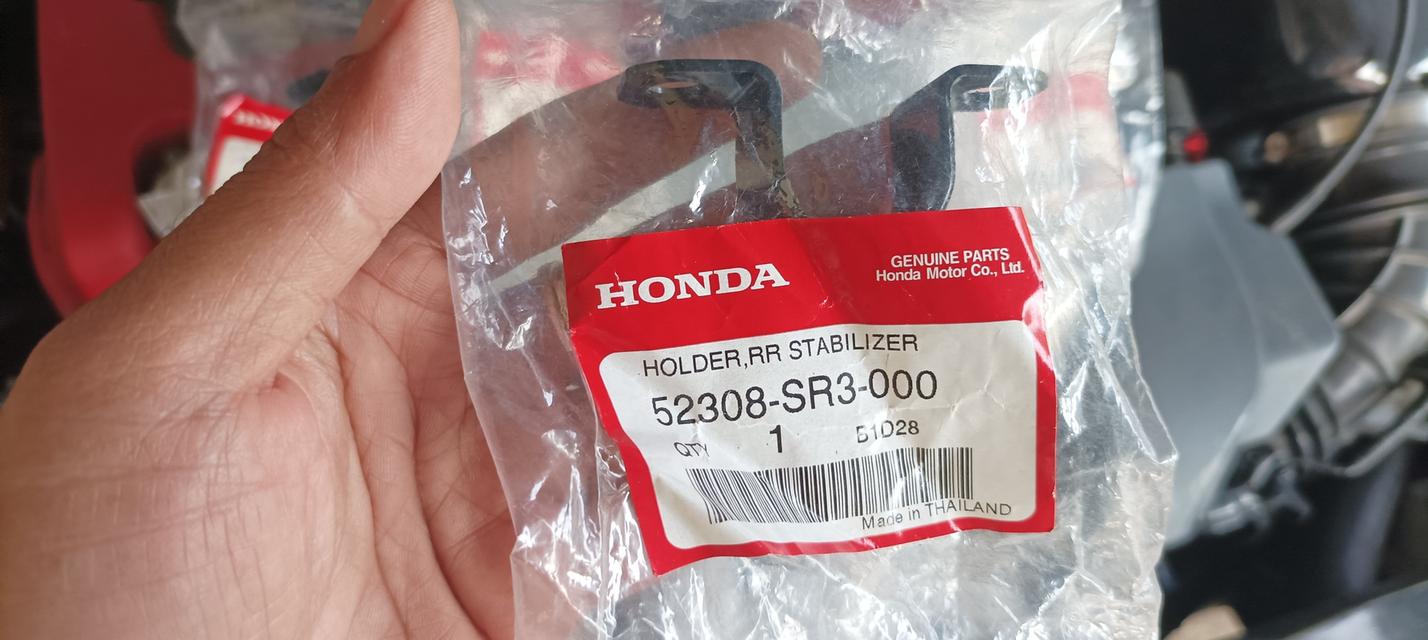 HONDA
GENUINE PARTS
Honda Motor Co., Ltd.
HOLDER,RR STABILIZER
52308-SR3-000
QTY 1 B1D28
Made in THAILAND